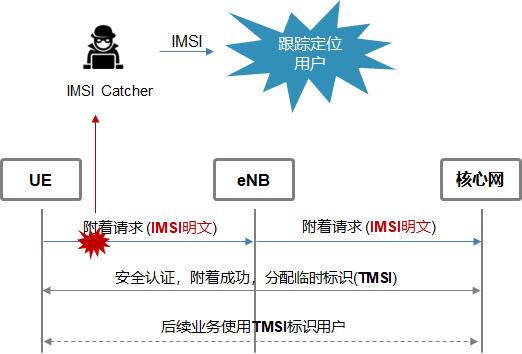 IMSI
跟踪定位
用户
IMSI Catcher
UE
eNB
核心网
附着请求 (IMSI明文)
附着请求 (IMSI明文)
安全认证，附着成功，分配临时标识(TMSI)
后续业务使用TMSI标识用户